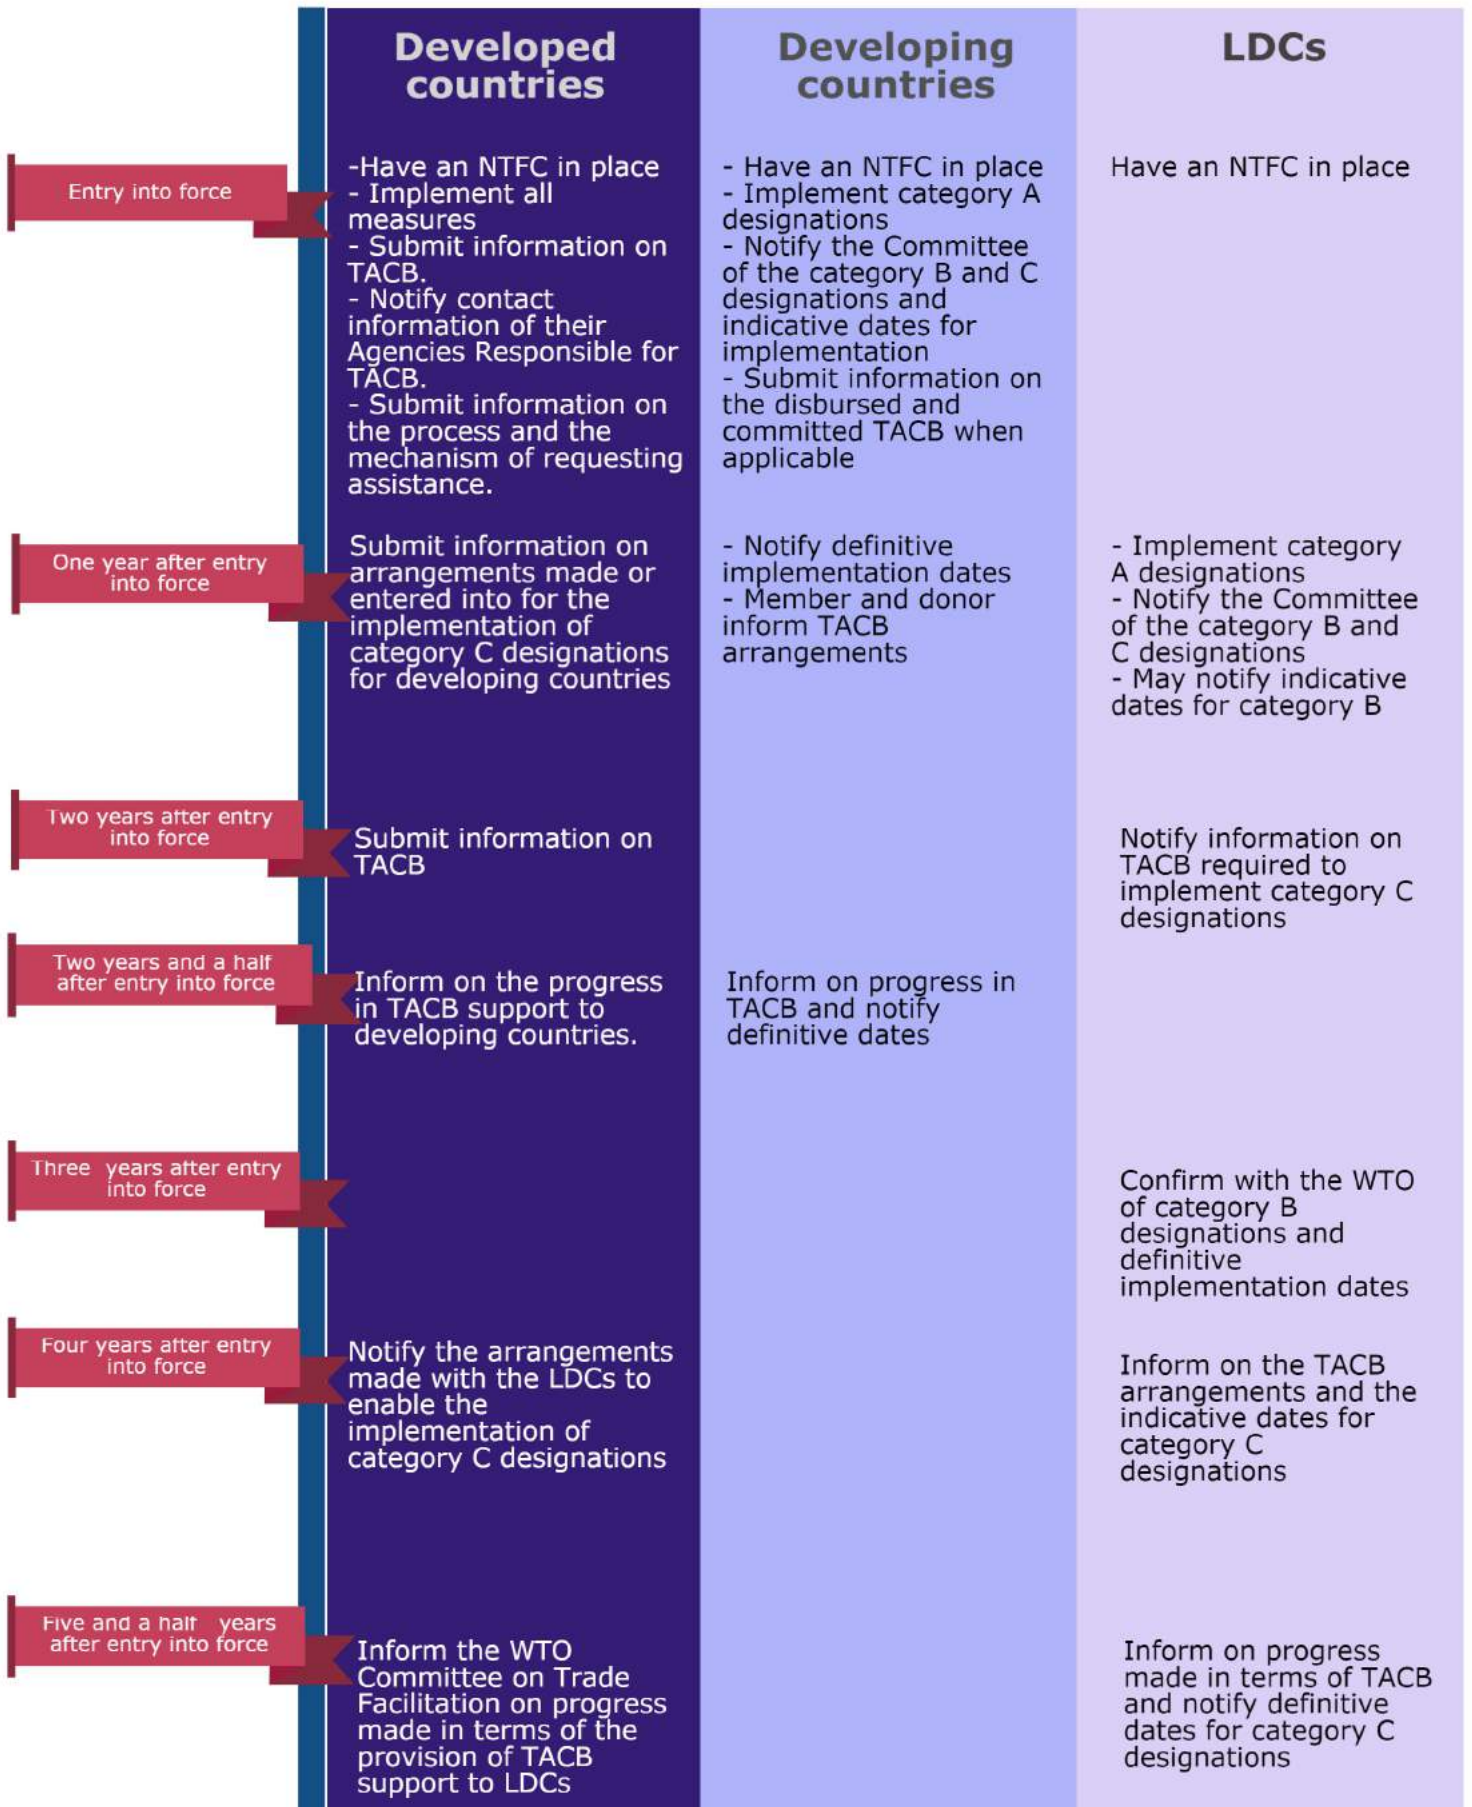 Developed
countries
Developing
countries
LDCs
Entry into force
-Have an NTFC in place
- Implement all
measures
- Submit information on
TACB.
- Notify contact
information of their
Agencies Responsible for
TACB.
- Submit information on
the process and the
mechanism of requesting
assistance.
- Have an NTFC in place
- Implement category A
designations
- Notify the Committee
of the category B and C
designations and
indicative dates for
implementation
- Submit information on
the disbursed and
committed TACB when
applicable
Have an NTFC in place
One year after entry
into force
Submit information on
arrangements made or
entered into for the
implementation of
category C designations
for developing countries
- Notify definitive
implementation dates
- Member and donor
inform TACB
arrangements
- Implement category
A designations
- Notify the Committee
of the category B and
C designations
- May notify indicative
dates for category B
Two years after entry
into force
Submit information on
TACB
Notify information on
TACB required to
implement category C
designations
Two years and a half
after entry into force
Inform on the progress
in TACB support to
developing countries.
Inform on progress in
TACB and notify
definitive dates
Three years after entry
into force
Confirm with the WTO
of category B
designations and
definitive
implementation dates
Four years after entry
into force
Notify the arrangements
made with the LDCs to
enable the
implementation of
category C designations
Inform on the TACB
arrangements and the
indicative dates for
category C
designations
Five and a half years
after entry into force
Inform the WTO
Committee on Trade
Facilitation on progress
made in terms of the
provision of TACB
support to LDCs
Inform on progress
made in terms of TACB
and notify definitive
dates for category C
designations